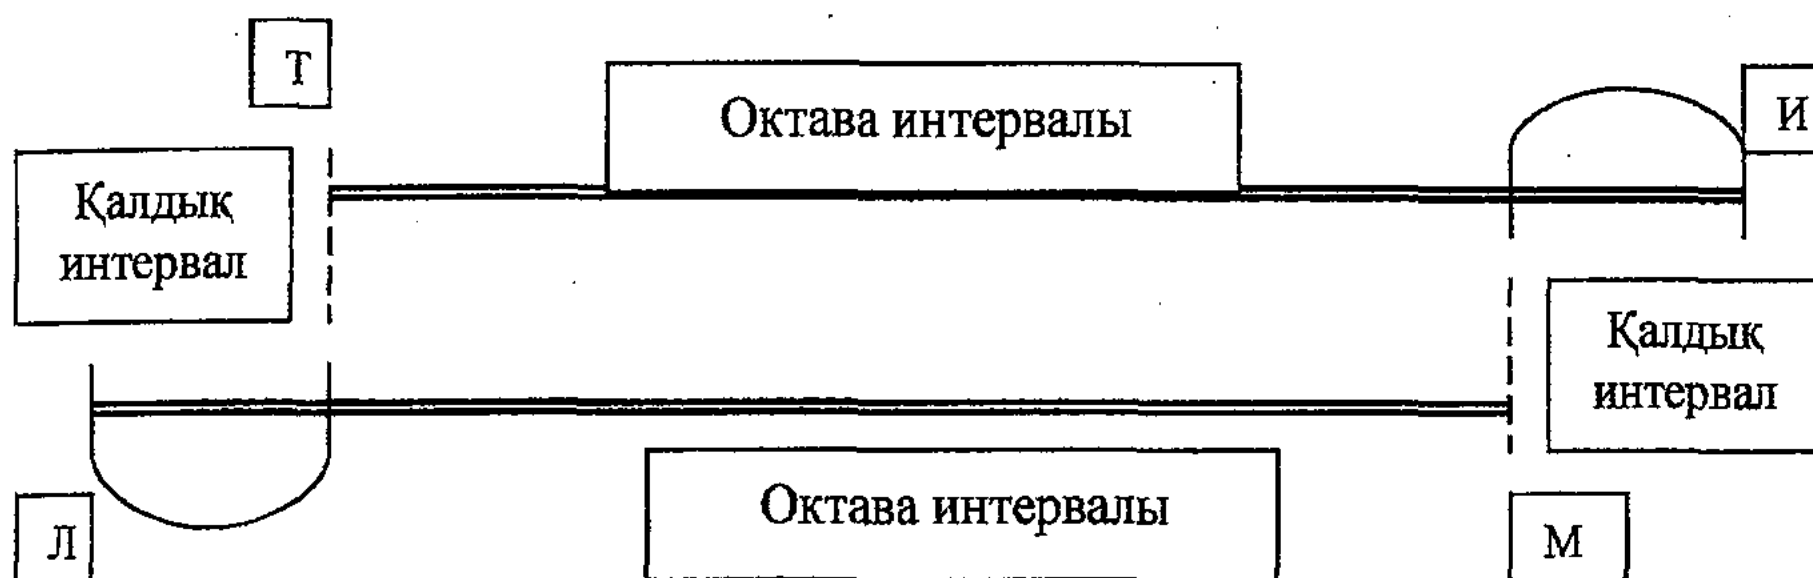 Т
Октава интервалы
И
Қалдық
интервал
Қалдық
интервал
Л
Октава интервалы
М